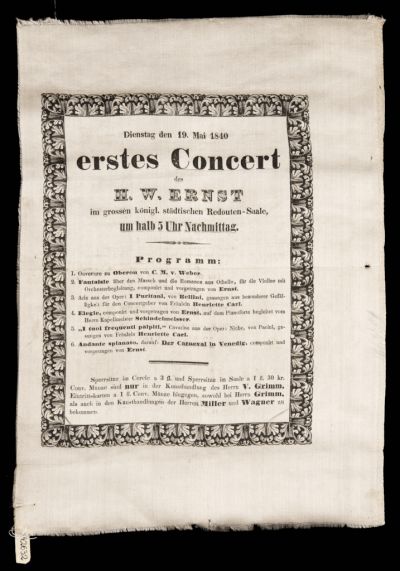 Dienstag den 19. Mai 1840
erstes Concert
des
H. W. ERNST
im grossen königl. städtischen Redouten-Saale,
um halb 5 Uhr Nachmittag.
Programm:
1. Ouverture zu Oberon von C. M. v. Weber.
2. Fantaisie über den Marsch und die Romanze aus Othello, für die Violine mit
Orchesterbegleitung, componirt und vorgetragen von Ernst.
3. Arie aus der Oper: I Puritani, von Bellini, gesungen aus besonderer Gefäl-
ligkeit für den Concertgeber von Fräulein Henriette Carl.
4. Elegie, componirt und vorgetragen von Ernst, auf dem Pianoforte begleitet vom
Herrn Kapellmeister Schindelmeisser.
5. „I tuoi frequenti palpiti." Cavatine aus der Oper: Niobe, von Pacini, ge-
sungen von Fräulein Henriette Carl.
6. Andante spianato, darauf: Der Carneval in Venedig, componirt und
vorgetragen von Ernst.
Sperrsitze im Cercle a 3 fl. und Sperrsitze im Saale a 1 fl. 30 kr.
Conv. Münze sind nur in der Kunsthandlung des Herrn V. Grimm,
Eintrittskarten a 1 fl. Conv. Münze hingegen, sowohl bei Herrn Grimm,
als auch in den Kunsthandlungen der Herren Miller und Wagner zu
bekommen.